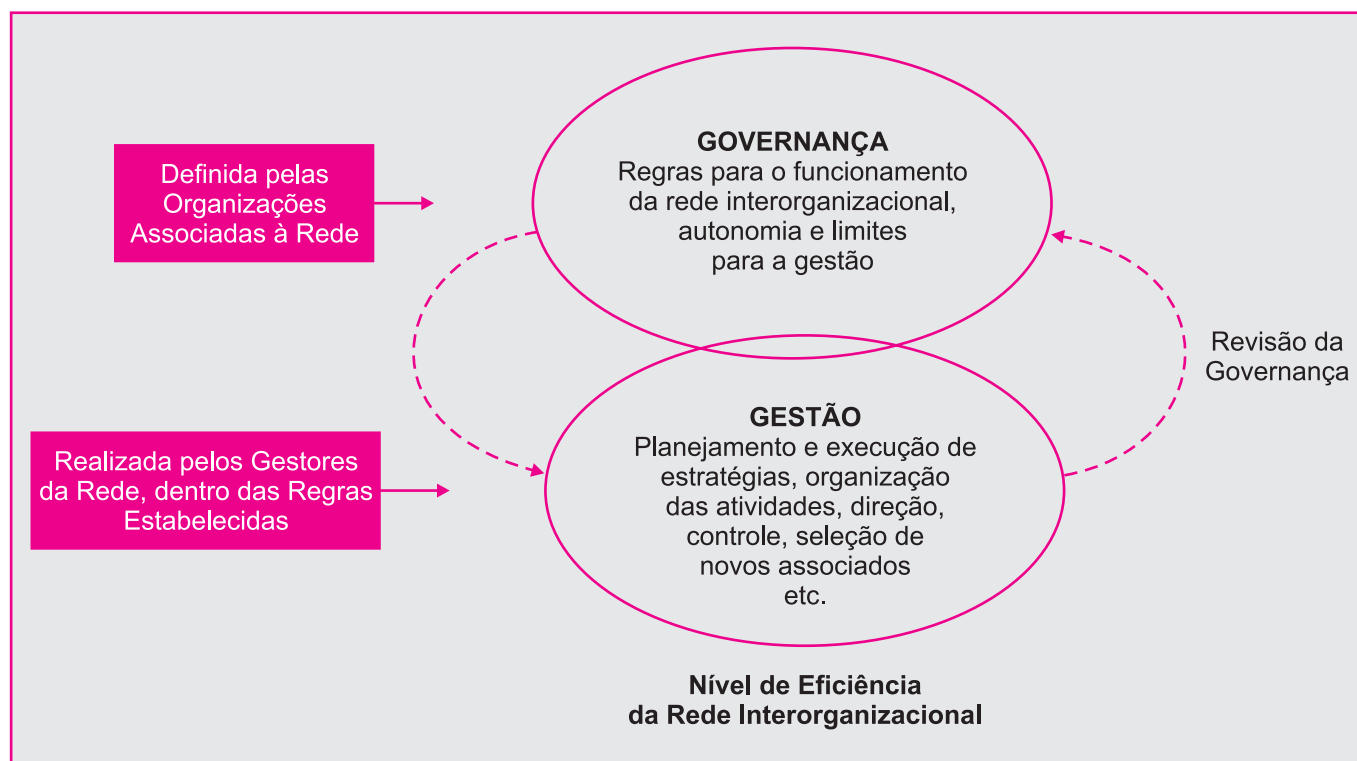 GOVERNANÇA
Regras para o funcionamento
da rede interorganizacional,
autonomia e limites
para a gestão
Definida pelas
Organizações
Associadas à Rede
Revisão da
Governança
GESTÃO
Planejamento e execução de
estratégias, organização
das atividades, direção,
controle, seleção de
novos associados
etc.
Realizada pelos Gestores
da Rede, dentro das Regras
Estabelecidas
Nível de Eficiência
da Rede Interorganizacional